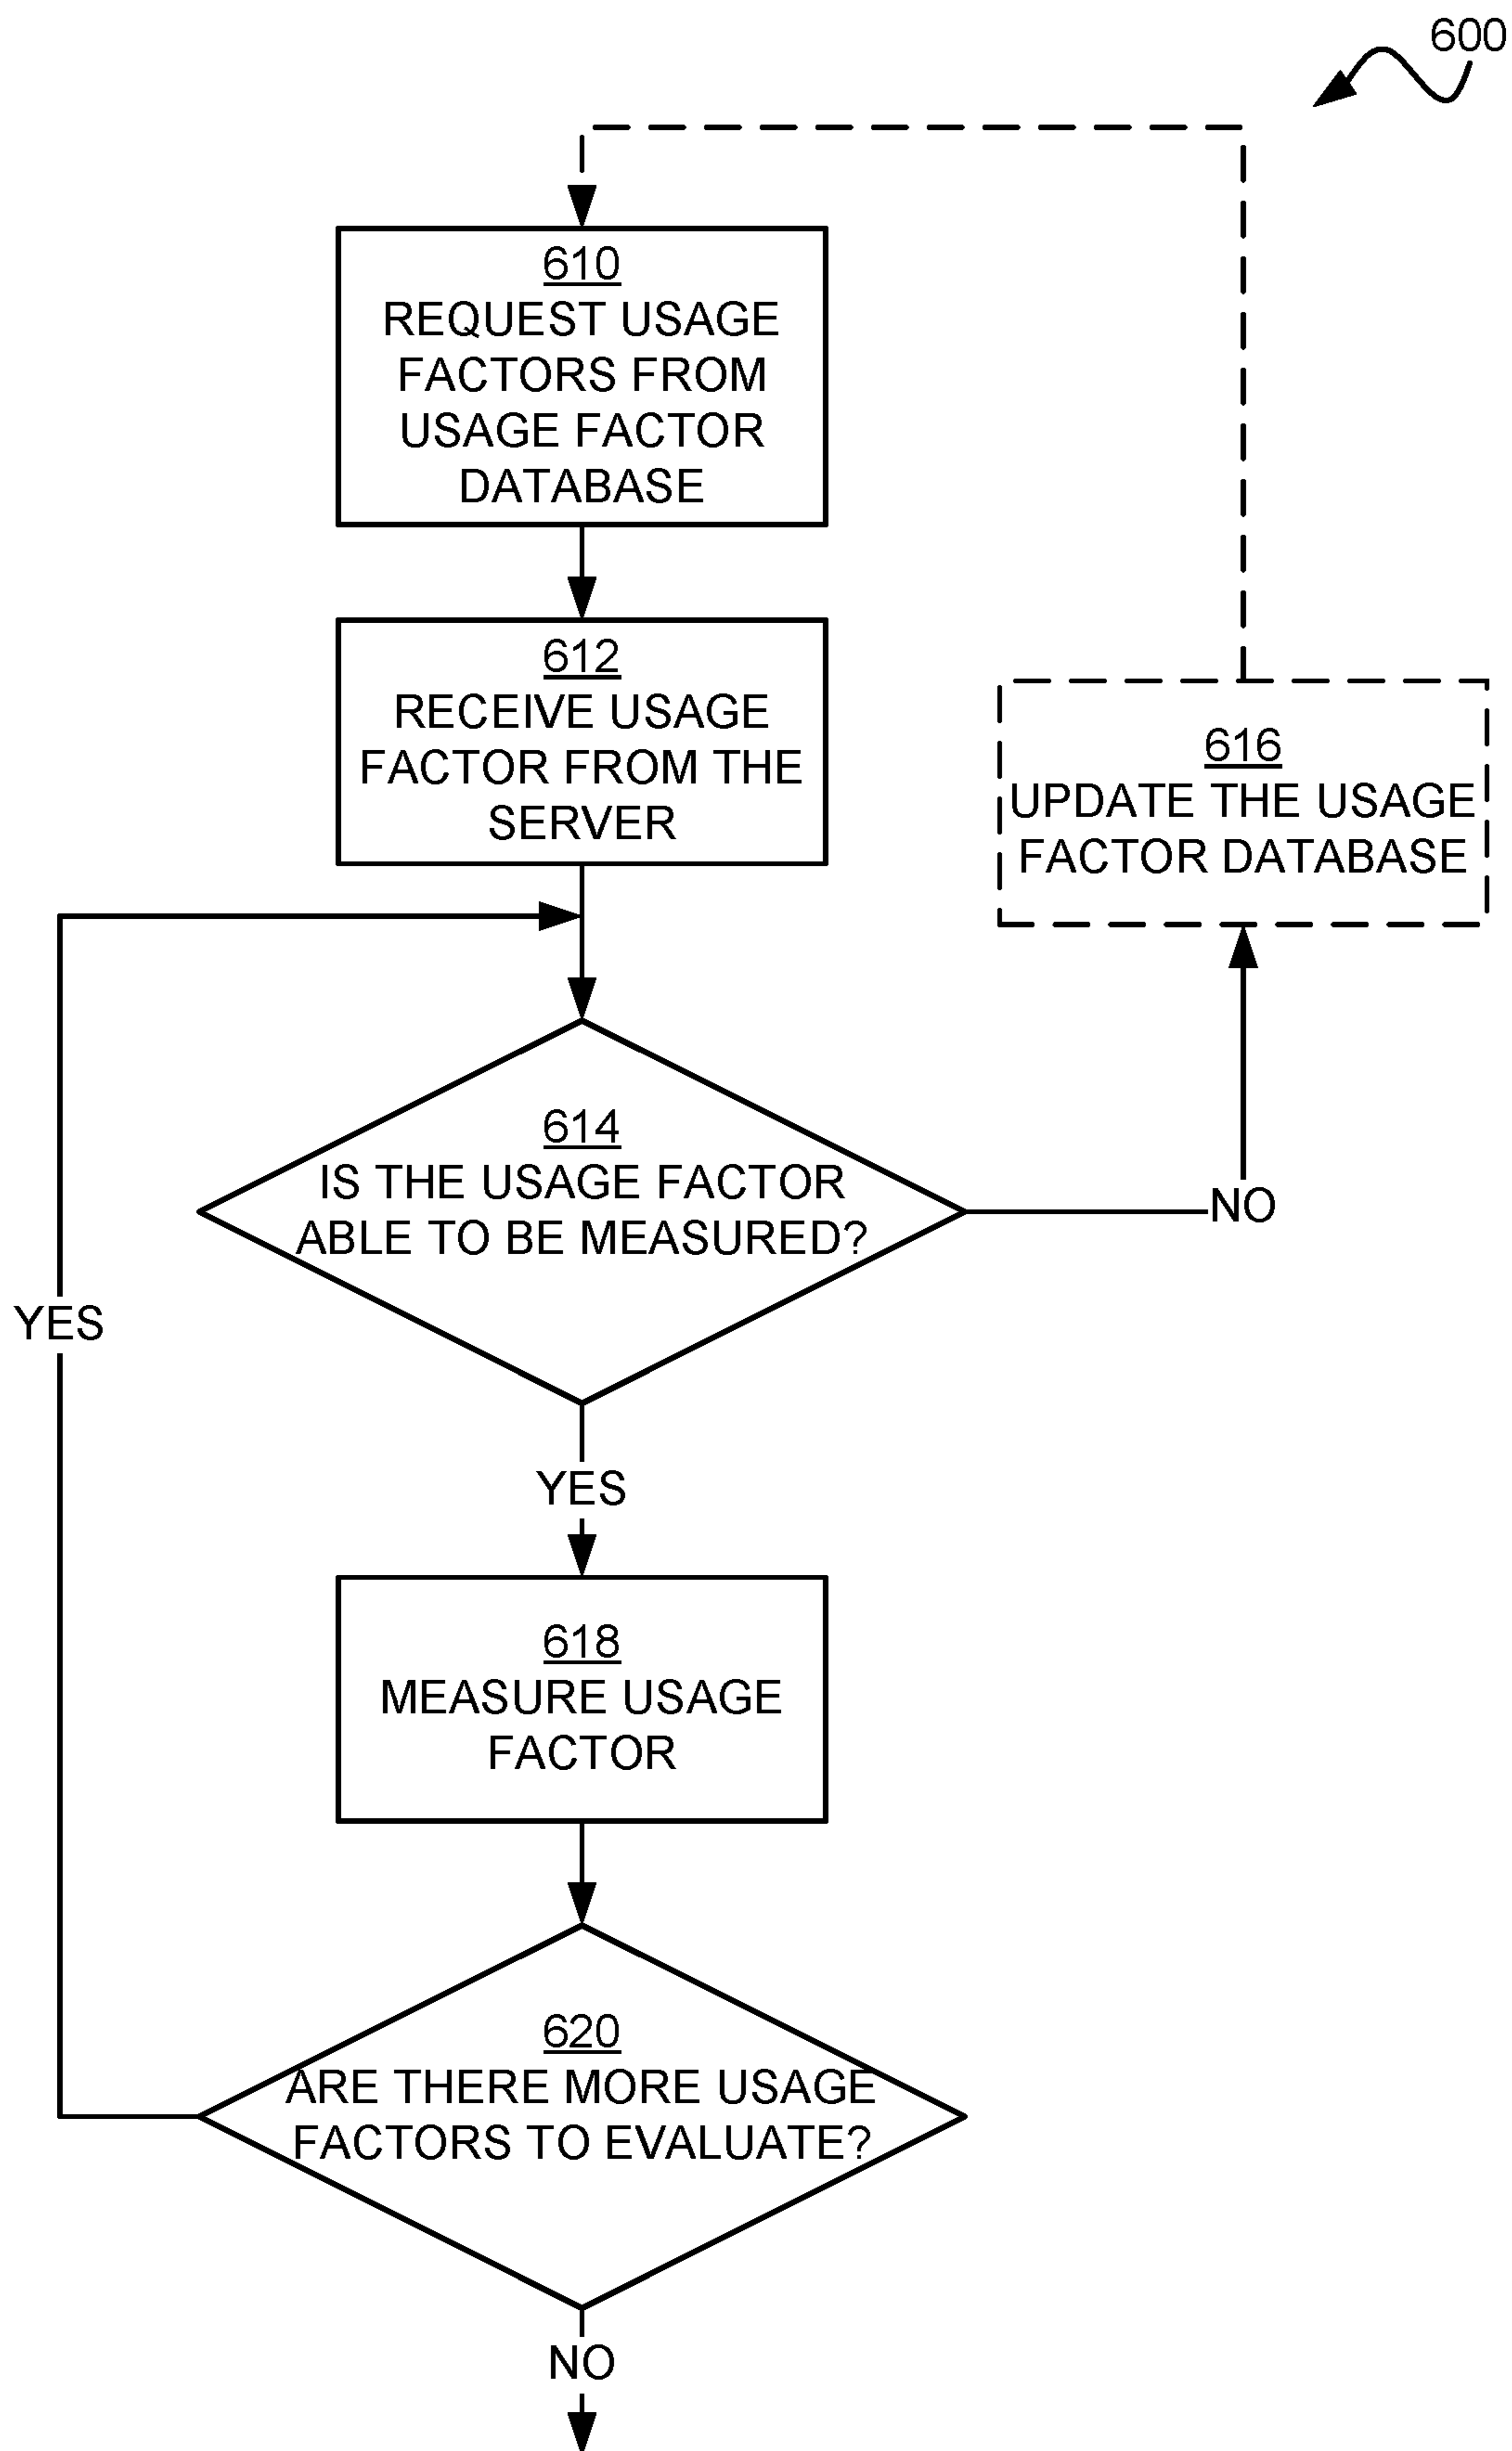 600
610
REQUEST USAGE
FACTORS FROM
USAGE FACTOR
DATABASE
612
RECEIVE USAGE
FACTOR FROM THE
SERVER
616
UPDATE THE USAGE
FACTOR DATABASE
614
IS THE USAGE FACTOR
ABLE TO BE MEASURED?
NO
YES
YES
618
MEASURE USAGE
FACTOR
620
ARE THERE MORE USAGE
FACTORS TO EVALUATE?
NO